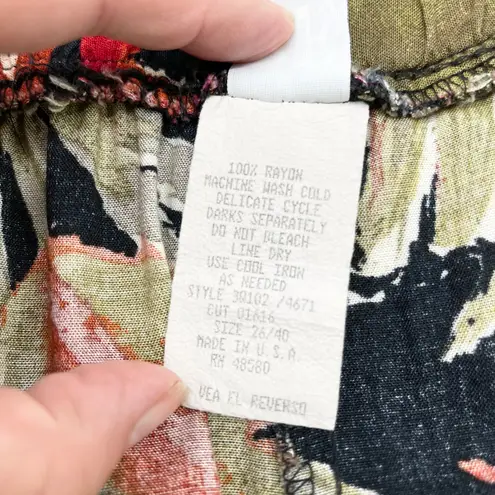 100% RAYON
MACHINE WASH COLD
DELICATE CYCLE
DARKS SEPARATELY
DO NOT BLEACH
LINE DRY
USE COOL IRON
AS NEEDED
STYLE 30102 /4671
CUT 01616
SIZE 26/40
MADE IN U.S.A.
RN 48580
VEA EL REVERSO